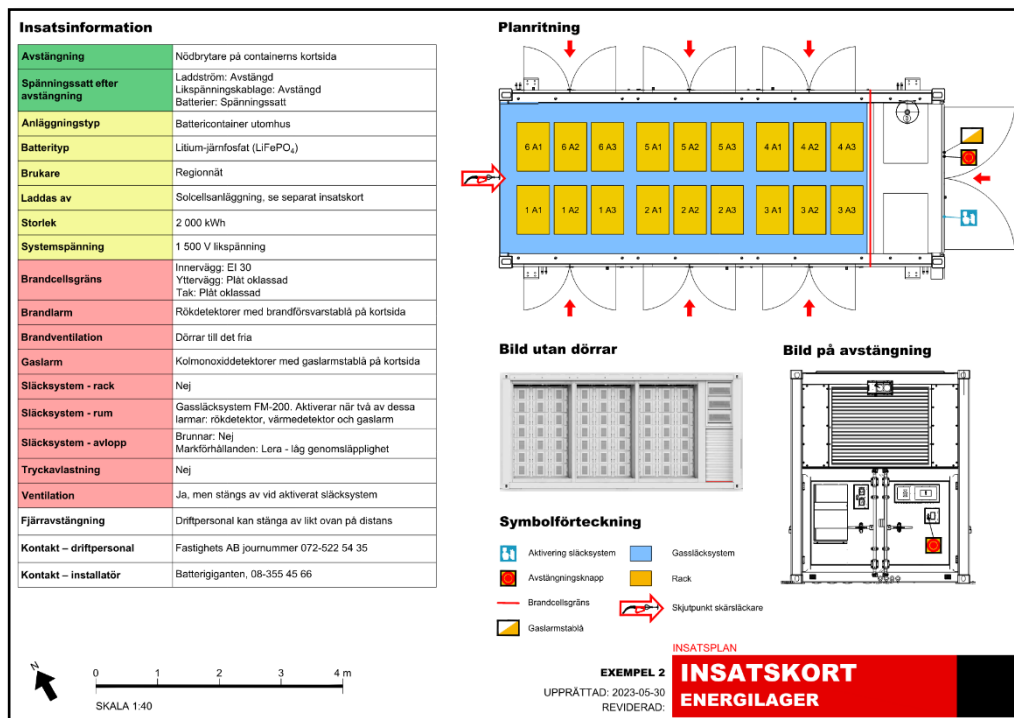 Insatsinformation
Avstängning Nödbrytare på containerns kortsida
Spänningssatt efter avstängning Laddström: Avstängd
Likspänningskablage: Avstängd
Batterier: Spänningssatt
Anläggningstyp Battericontainer utomhus
Batterityp Litium-järnfosfat (LiFePO₄)
Brukare Regionnät
Laddas av Solcellsanläggning, se separat insatskort
Storlek 2 000 kWh
Systemspänning 1 500 V likspänning
Brandcellsgräns Innervägg: EI 30
Yttervägg: Plåt oklassad
Tak: Plåt oklassad
Brandlarm Rökdetektorer med brandförsvarstablå på kortsida
Brandventilation Dörrar till det fria
Gaslarm Kolmonoxiddetektorer med gaslarmstablå på kortsida
Släcksystem - rack Nej
Släcksystem - rum Gassläcksystem FM-200. Aktiverar när två av dessa
larmar: rökdetektor, värmedetektor och gaslarm
Släcksystem - avlopp Brunnar: Nej
Markförhållanden: Lera - låg genomsläpplighet
Tryckavlastning Nej
Ventilation Ja, men stängs av vid aktiverat släcksystem
Fjärravstängning Driftpersonal kan stänga av likt ovan på distans
Kontakt – driftpersonal Fastighets AB journummer 072-522 54 35
Kontakt – installatör Batterigiganten, 08-355 45 66
N
0 1 2 3 4 m
SKALA 1:40
Planritning
6 A1 6 A2 6 A3 5 A1 5 A2 5 A3 4 A1 4 A2 4 A3
1 A1 1 A2 1 A3 2 A1 2 A2 2 A3 3 A1 3 A2 3 A3
Bild utan dörrar
Bild på avstängning
Symbolförteckning
Aktivering släcksystem
Gassläcksystem
Avstängningsknapp
Rack
Brandcellsgräns
Skjutpunkt skärsläckare
Gaslarmstablå
EXEMPEL 2
UPPRÄTTAD: 2023-05-30
REVIDERAD:
INSATSPLAN
INSATSKORT
ENERGILAGER